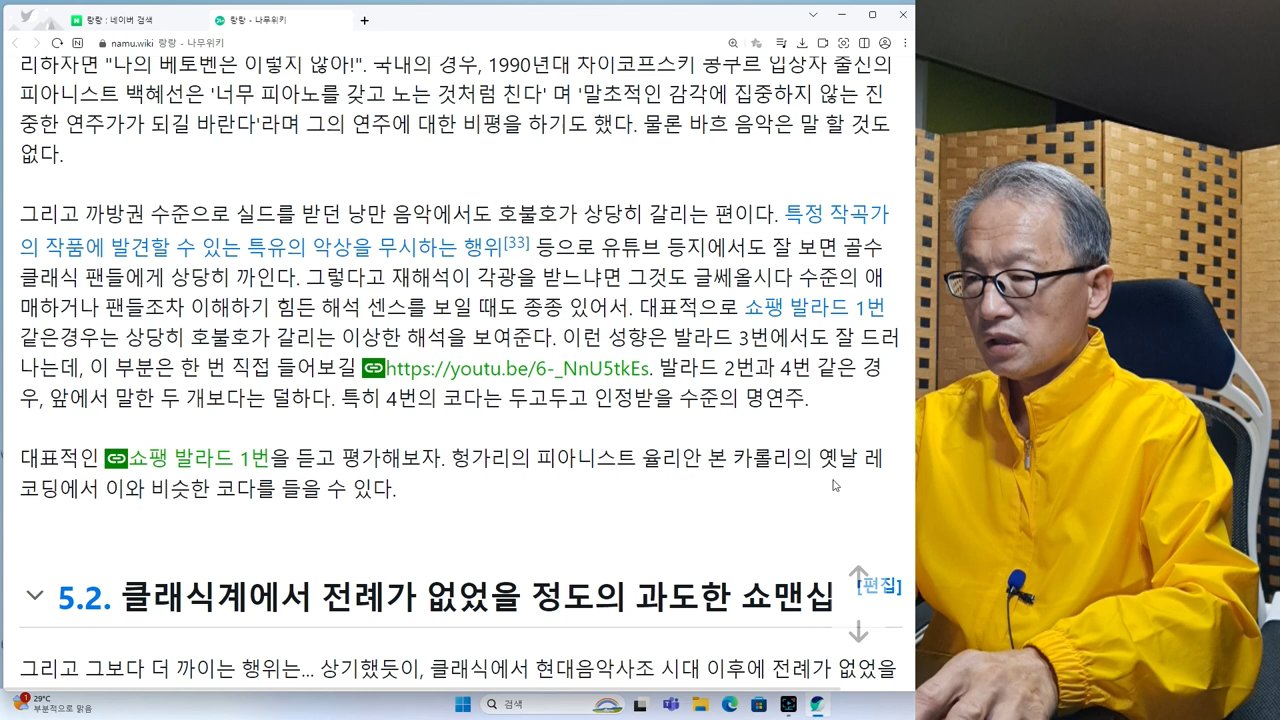 랑랑 : 네이버 검색
랑랑 - 나무위키
namu.wiki 랑랑 - 나무위키
리하자면 "나의 베토벤은 이렇지 않아!". 국내의 경우, 1990년대 차이코프스키 콩쿠르 입상자 출신의
피아니스트 백혜선은 '너무 피아노를 갖고 노는 것처럼 친다' 며 '말초적인 감각에 집중하지 않는 진
중한 연주가가 되길 바란다'라며 그의 연주에 대한 비평을 하기도 했다. 물론 바흐 음악은 말 할 것도
없다.
그리고 까방권 수준으로 실드를 받던 낭만 음악에서도 호불호가 상당히 갈리는 편이다. 특정 작곡가
의 작품에 발견할 수 있는 특유의 악상을 무시하는 행위[33] 등으로 유튜브 등지에서도 잘 보면 골수
클래식 팬들에게 상당히 까인다. 그렇다고 재해석이 각광을 받느냐면 그것도 글쎄올시다 수준의 애
매하거나 팬들조차 이해하기 힘든 해석 센스를 보일 때도 종종 있어서. 대표적으로 쇼팽 발라드 1번
같은경우는 상당히 호불호가 갈리는 이상한 해석을 보여준다. 이런 성향은 발라드 3번에서도 잘 드러
나는데, 이 부분은 한 번 직접 들어보길 https://youtu.be/6-_NnU5tkEs. 발라드 2번과 4번 같은 경
우, 앞에서 말한 두 개보다는 덜하다. 특히 4번의 코다는 두고두고 인정받을 수준의 명연주.
대표적인 쇼팽 발라드 1번을 듣고 평가해보자. 헝가리의 피아니스트 율리안 본 카롤리의 옛날 레
코딩에서 이와 비슷한 코다를 들을 수 있다.
5.2. 클래식계에서 전례가 없었을 정도의 과도한 쇼맨십 [편집]
그리고 그보다 더 까이는 행위는... 상기했듯이, 클래식에서 현대음악사조 시대 이후에 전례가 없었을
1
29°C
부분적으로 맑음
검색